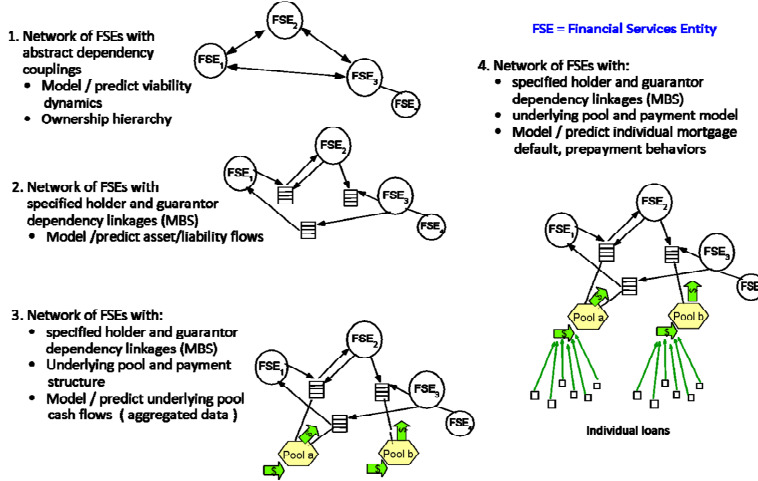 1. Network of FSEs with
abstract dependency
couplings
• Model / predict viability
dynamics
• Ownership hierarchy
FSE1
FSE2
FSE3
2. Network of FSEs with
specified holder and guarantor
dependency linkages (MBS)
• Model /predict asset/liability flows
FSE1
FSE2
FSE3
FSE4
3. Network of FSEs with:
• specified holder and guarantor
dependency linkages (MBS)
• Underlying pool and payment
structure
• Model / predict underlying pool
cash flows ( aggregated data )
FSE1
FSE2
FSE3
FSE4
$
$
Pool a
Pool b
$
$
FSE = Financial Services Entity
4. Network of FSEs with:
• specified holder and guarantor
dependency linkages (MBS)
• underlying pool and payment model
• Model / predict individual mortgage
default, prepayment behaviors
FSE1
FSE2
FSE3
FSE
$
$
Pool a
Pool b
$
$
Individual loans